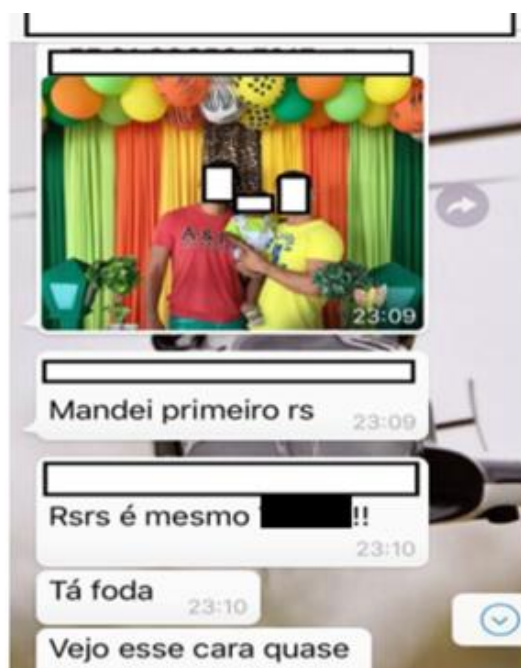 23:09
Mandei primeiro rs 23:09
Rsrs é mesmo !!
23:10
Tá foda 23:10
Vejo esse cara quase